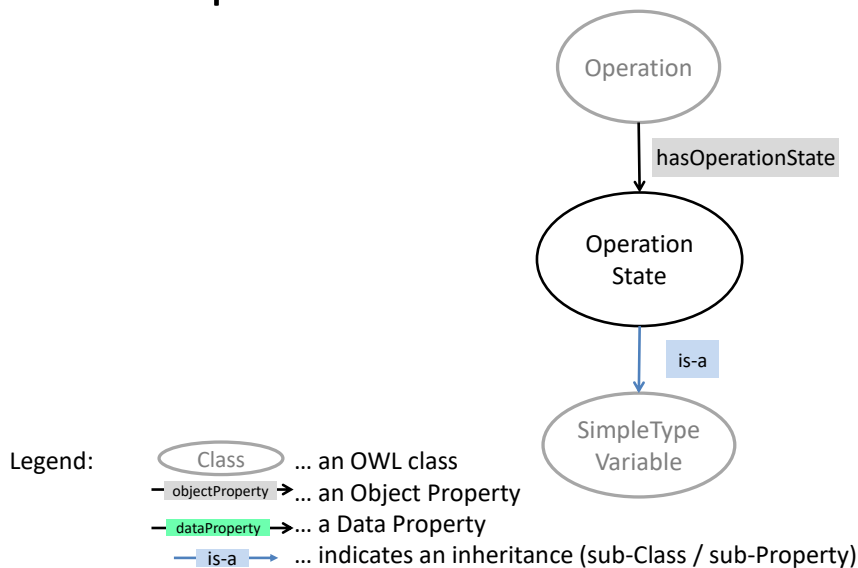 Operation
hasOperationState
Operation
State
is-a
SimpleType
Variable
Legend:
Class ... an OWL class
objectProperty ... an Object Property
dataProperty ... a Data Property
is-a ... indicates an inheritance (sub-Class / sub-Property)